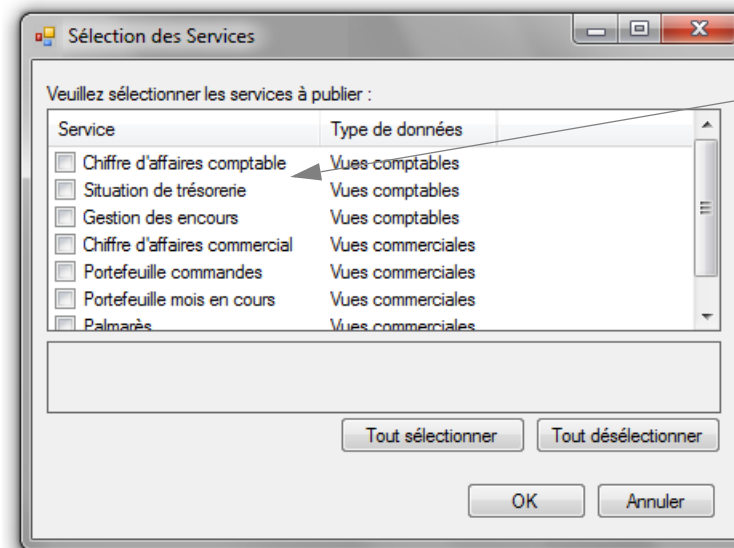 Sélection des Services
Veuillez sélectionner les services à publier :
Service Type de données
Chiffre d'affaires comptable Vues comptables
Situation de trésorerie Vues comptables
Gestion des encours Vues comptables
Chiffre d'affaires commercial Vues commerciales
Portefeuille commandes Vues commerciales
Portefeuille mois en cours Vues commerciales
Palmarès Vues commerciales
Tout sélectionner Tout désélectionner
OK Annuler